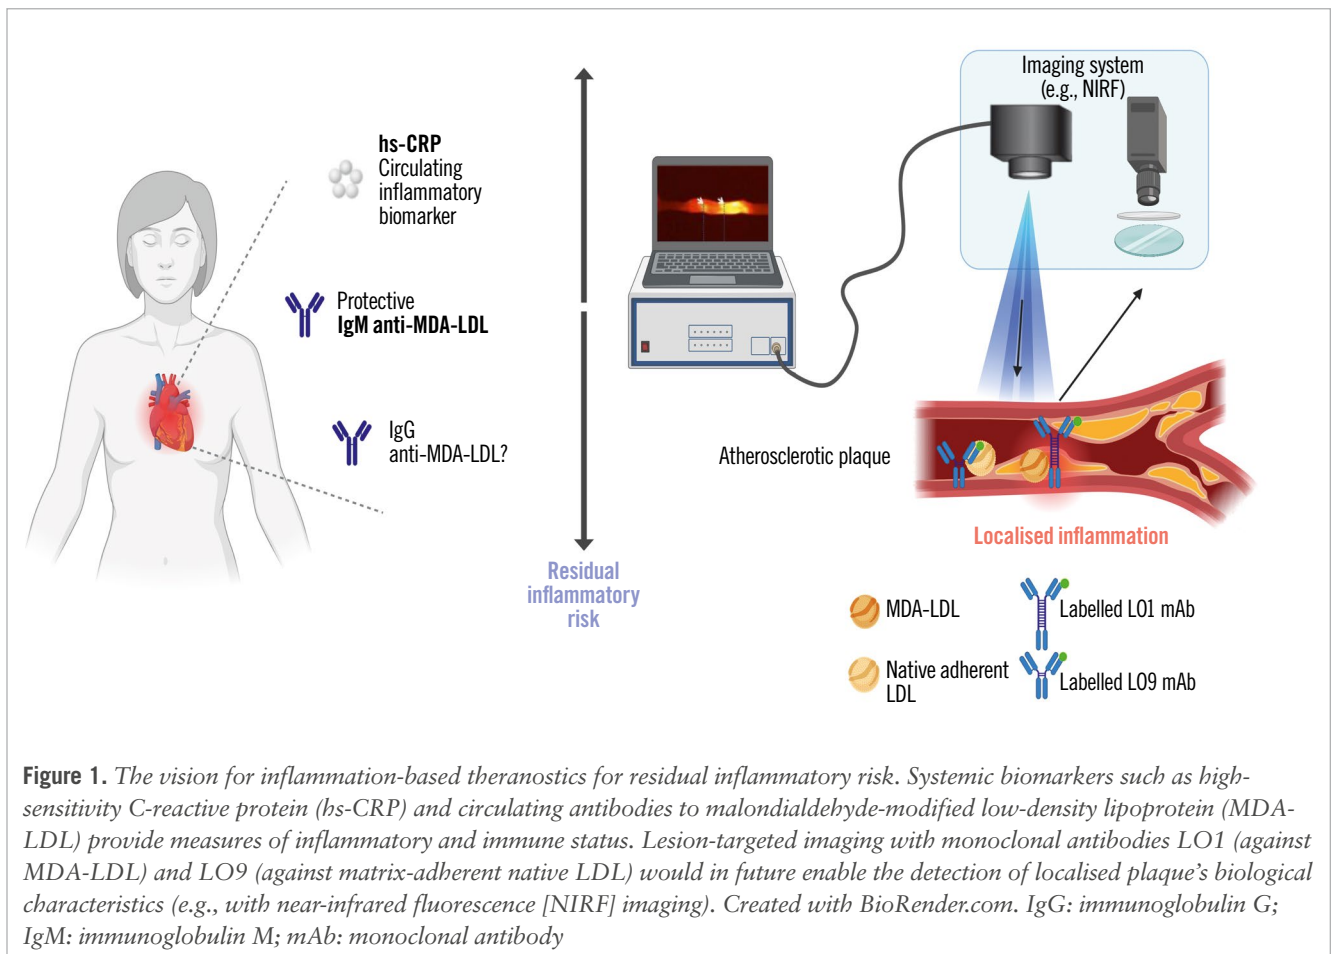 hs-CRP
Circulating
inflammatory
biomarker
Protective
IgM anti-MDA-LDL
IgG
anti-MDA-LDL?
Residual
inflammatory
risk
Imaging system
(e.g., NIRF)
Atherosclerotic plaque
Localised inflammation
MDA-LDL
Labelled LO1 mAb
Native adherent
LDL
Labelled LO9 mAb
Figure 1. The vision for inflammation-based theranostics for residual inflammatory risk. Systemic biomarkers such as high-
sensitivity C-reactive protein (hs-CRP) and circulating antibodies to malondialdehyde-modified low-density lipoprotein (MDA-
LDL) provide measures of inflammatory and immune status. Lesion-targeted imaging with monoclonal antibodies LO1 (against
MDA-LDL) and LO9 (against matrix-adherent native LDL) would in future enable the detection of localised plaque's biological
characteristics (e.g., with near-infrared fluorescence [NIRF] imaging). Created with BioRender.com. IgG: immunoglobulin G;
IgM: immunoglobulin M; mAb: monoclonal antibody